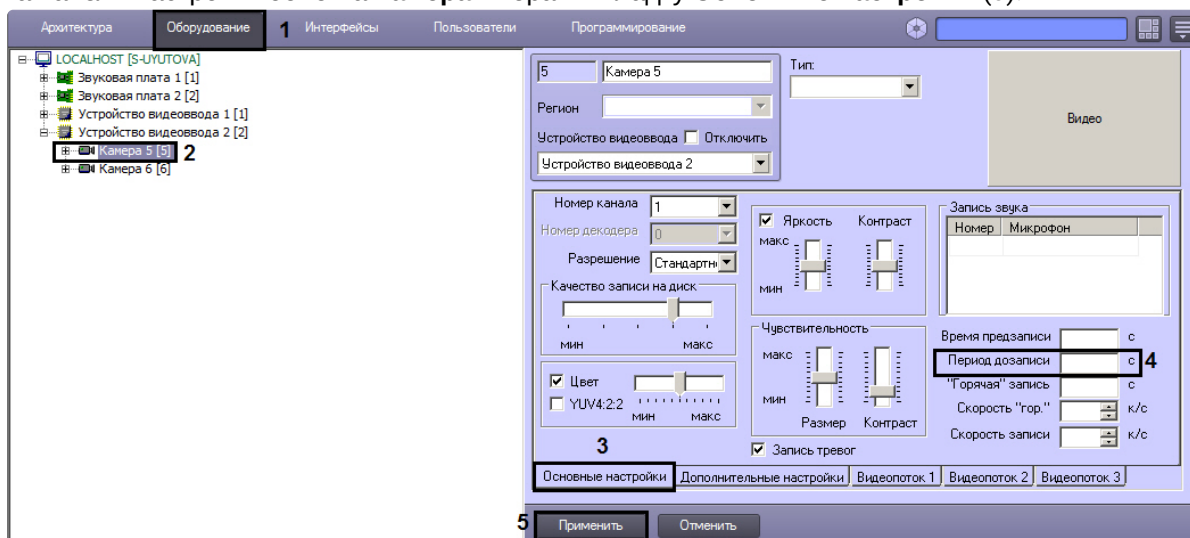 Архитектура Оборудование 1 Интерфейсы Пользователи Программирование
LOCALHOST [S-UYUTOVA]
Звуковая плата 1 [1]
Звуковая плата 2 [2]
Устройство видеоввода 1 [1]
Устройство видеоввода 2 [2]
Камера 5 [5] 2
Камера 6 [6]
5 Камера 5
Тип:
Регион
Устройство видеоввода Отключить
Устройство видеоввода 2
Видео
Номер канала 1
Номер декодера 0
Разрешение Стандартн
Качество записи на диск
мин макс
Цвет
YUV4:2:2
мин макс
3
Яркость Контраст
макс
мин
Чувствительность
макс
мин
Размер Контраст
Запись тревог
Запись звука
Номер Микрофон
Время предзаписи с
Период дозаписи с 4
"Горячая" запись с
Скорость "гор." к/с
Скорость записи к/с
Основные настройки Дополнительные настройки Видеопоток 1 Видеопоток 2 Видеопоток 3
5 Применить Отменить